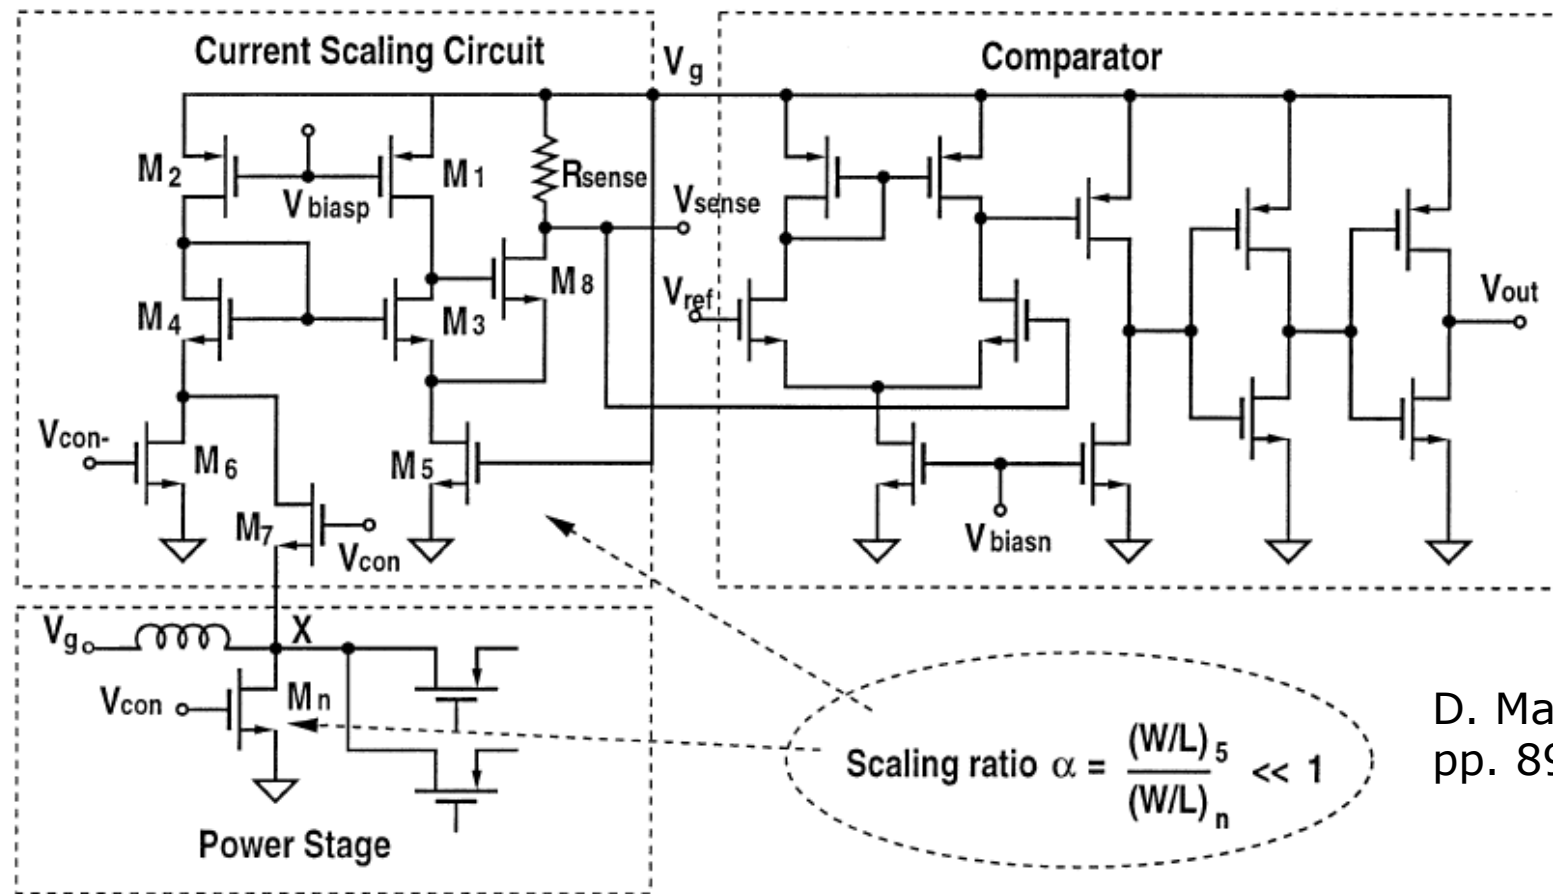 Current Scaling Circuit
Vg
Comparator
M2
Vbiasp
M1
Rsense
Vsense
M8
Vref
Vout
M4
M3
Vcon-
M6
M5
M7
Vcon
Vbiasn
Vg
X
Vcon
Mn
Power Stage
Scaling ratio α = (W/L)5 / (W/L)n << 1
D. Ma
pp. 89